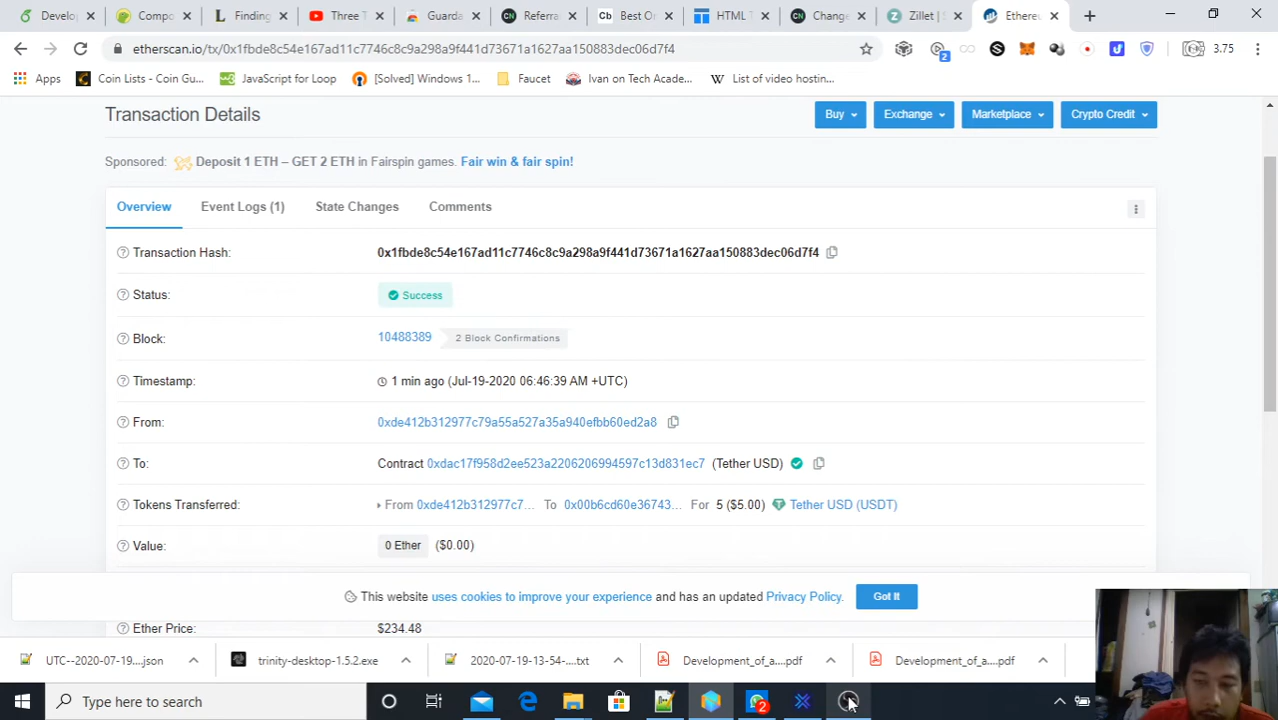 Develo
Compo
Finding
Three T
Guarda
Referra
Best On
HTML T
Change
Zillet | S
Ethereu
etherscan.io/tx/0x1fbde8c54e167ad11c7746c8c9a298a9f441d73671a1627aa150883dec06d7f4
2
3.75
Apps
Coin Lists - Coin Gu...
JavaScript for Loop
[Solved] Windows 1...
Faucet
Ivan on Tech Acade...
List of video hostin...
Transaction Details
Buy
Exchange
Marketplace
Crypto Credit
Sponsored: Deposit 1 ETH – GET 2 ETH in Fairspin games. Fair win & fair spin!
Overview
Event Logs (1)
State Changes
Comments
Transaction Hash: 0x1fbde8c54e167ad11c7746c8c9a298a9f441d73671a1627aa150883dec06d7f4
Status: Success
Block: 10488389 2 Block Confirmations
Timestamp: 1 min ago (Jul-19-2020 06:46:39 AM +UTC)
From: 0xde412b312977c79a55a527a35a940efbb60ed2a8
To: Contract 0xdac17f958d2ee523a2206206994597c13d831ec7 (Tether USD)
Tokens Transferred: From 0xde412b312977c7... To 0x00b6cd60e36743... For 5 ($5.00) Tether USD (USDT)
Value: 0 Ether ($0.00)
This website uses cookies to improve your experience and has an updated Privacy Policy.
Got It
Ether Price: $234.48
UTC--2020-07-19....json
trinity-desktop-1.5.2.exe
2020-07-19-13-54-....txt
Development_of_a....pdf
Development_of_a....pdf
Type here to search
2